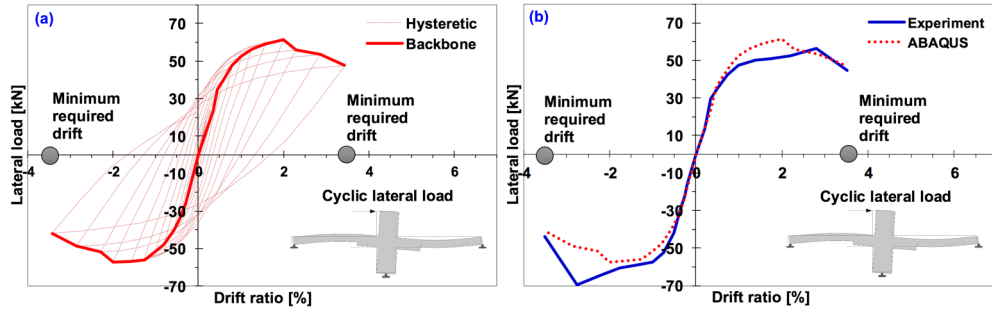 (a)
Hysteretic
Backbone
Lateral load [kN]
70
50
30
10
-10
-30
-50
-70
-4
-2
0
2
4
6
Minimum
required
drift
Minimum
required
drift
Cyclic lateral load
Drift ratio [%]
(b)
Experiment
ABAQUS
Lateral load [kN]
70
50
30
10
-10
-30
-50
-70
-4
-2
0
2
4
6
Minimum
required
drift
Minimum
required
drift
Cyclic lateral load
Drift ratio [%]